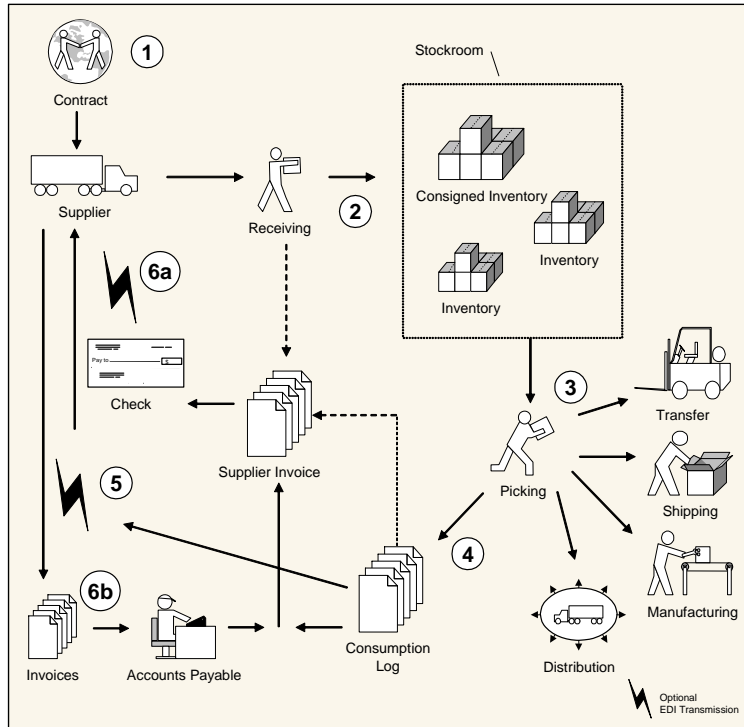 Stockroom
1
Contract
Supplier
Receiving
2
Consigned Inventory
Inventory
Inventory
6a
Pay to
$
Check
Supplier Invoice
3
Picking
Transfer
Shipping
Manufacturing
Distribution
5
4
6b
Invoices
Accounts Payable
Consumption
Log
Optional
EDI Transmission